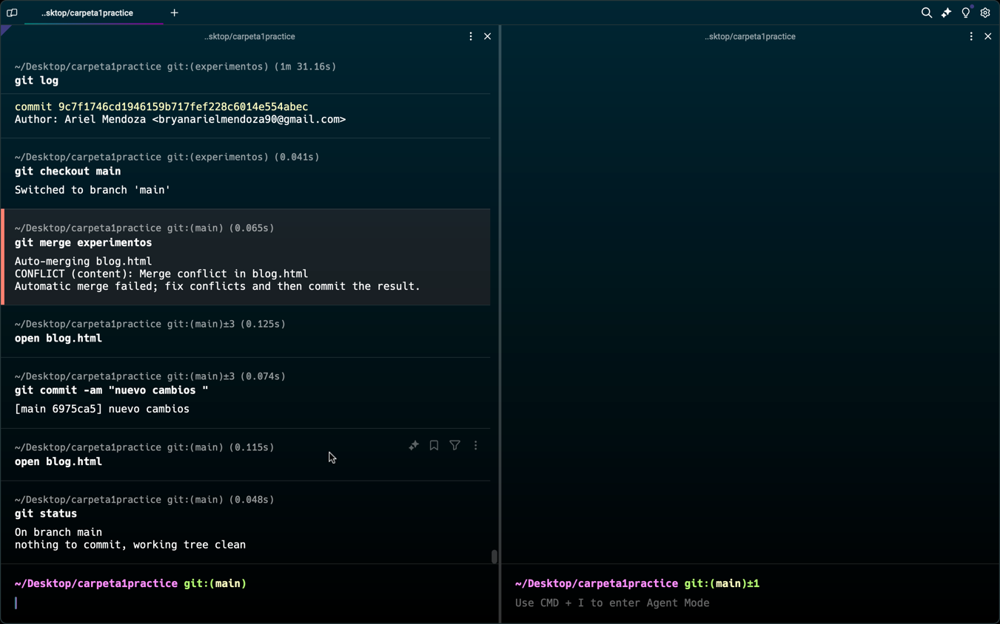 ..sktop/carpeta1practice
..sktop/carpeta1practice
~/Desktop/carpeta1practice git:(experimentos) (1m 31.16s)
git log
commit 9c7f1746cd1946159b717fef228c6014e554abec
Author: Ariel Mendoza <bryanarielmendoza90@gmail.com>
~/Desktop/carpeta1practice git:(experimentos) (0.041s)
git checkout main
Switched to branch 'main'
~/Desktop/carpeta1practice git:(main) (0.065s)
git merge experimentos
Auto-merging blog.html
CONFLICT (content): Merge conflict in blog.html
Automatic merge failed; fix conflicts and then commit the result.
~/Desktop/carpeta1practice git:(main)±3 (0.125s)
open blog.html
~/Desktop/carpeta1practice git:(main)±3 (0.074s)
git commit -am "nuevo cambios "
[main 6975ca5] nuevo cambios
~/Desktop/carpeta1practice git:(main) (0.115s)
open blog.html
~/Desktop/carpeta1practice git:(main) (0.048s)
git status
On branch main
nothing to commit, working tree clean
~/Desktop/carpeta1practice git:(main)
..sktop/carpeta1practice
~/Desktop/carpeta1practice git:(main)±1
Use CMD + I to enter Agent Mode